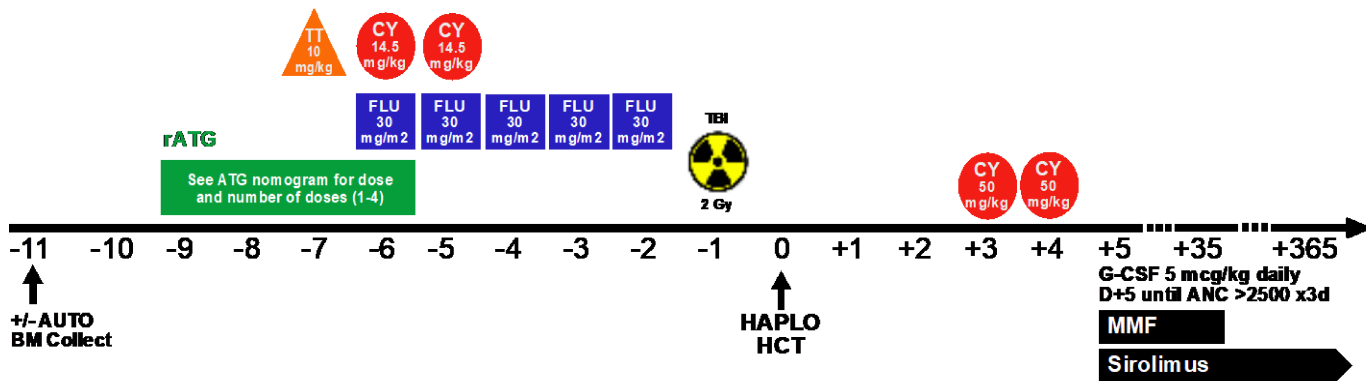 TT
10
mg/kg
CY
14.5
mg/kg
CY
14.5
mg/kg
FLU
30
mg/m2
FLU
30
mg/m2
FLU
30
mg/m2
FLU
30
mg/m2
FLU
30
mg/m2
TBI
2 Gy
rATG
See ATG nomogram for dose
and number of doses (1-4)
CY
50
mg/kg
CY
50
mg/kg
-11 -10 -9 -8 -7 -6 -5 -4 -3 -2 -1 0 +1 +2 +3 +4 +5 +35 +365
+/-AUTO
BM Collect
HAPLO
HCT
G-CSF 5 mcg/kg daily
D+5 until ANC >2500 x3d
MMF
Sirolimus